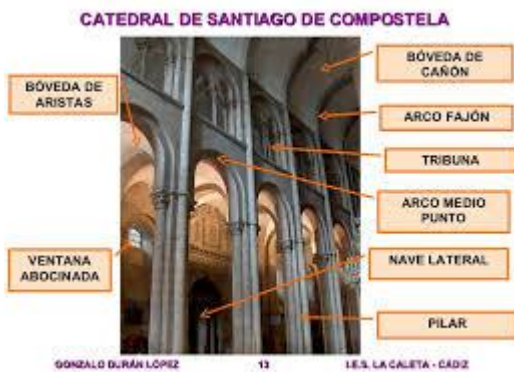 CATEDRAL DE SANTIAGO DE COMPOSTELA
BÓVEDA DE
ARISTAS
VENTANA
ABOCINADA
BÓVEDA DE
CAÑÓN
ARCO FAJÓN
TRIBUNA
ARCO MEDIO
PUNTO
NAVE LATERAL
PILAR
GONZALO DURÁN LÓPEZ
13
I.E.S. LA CALETA - CÁDIZ